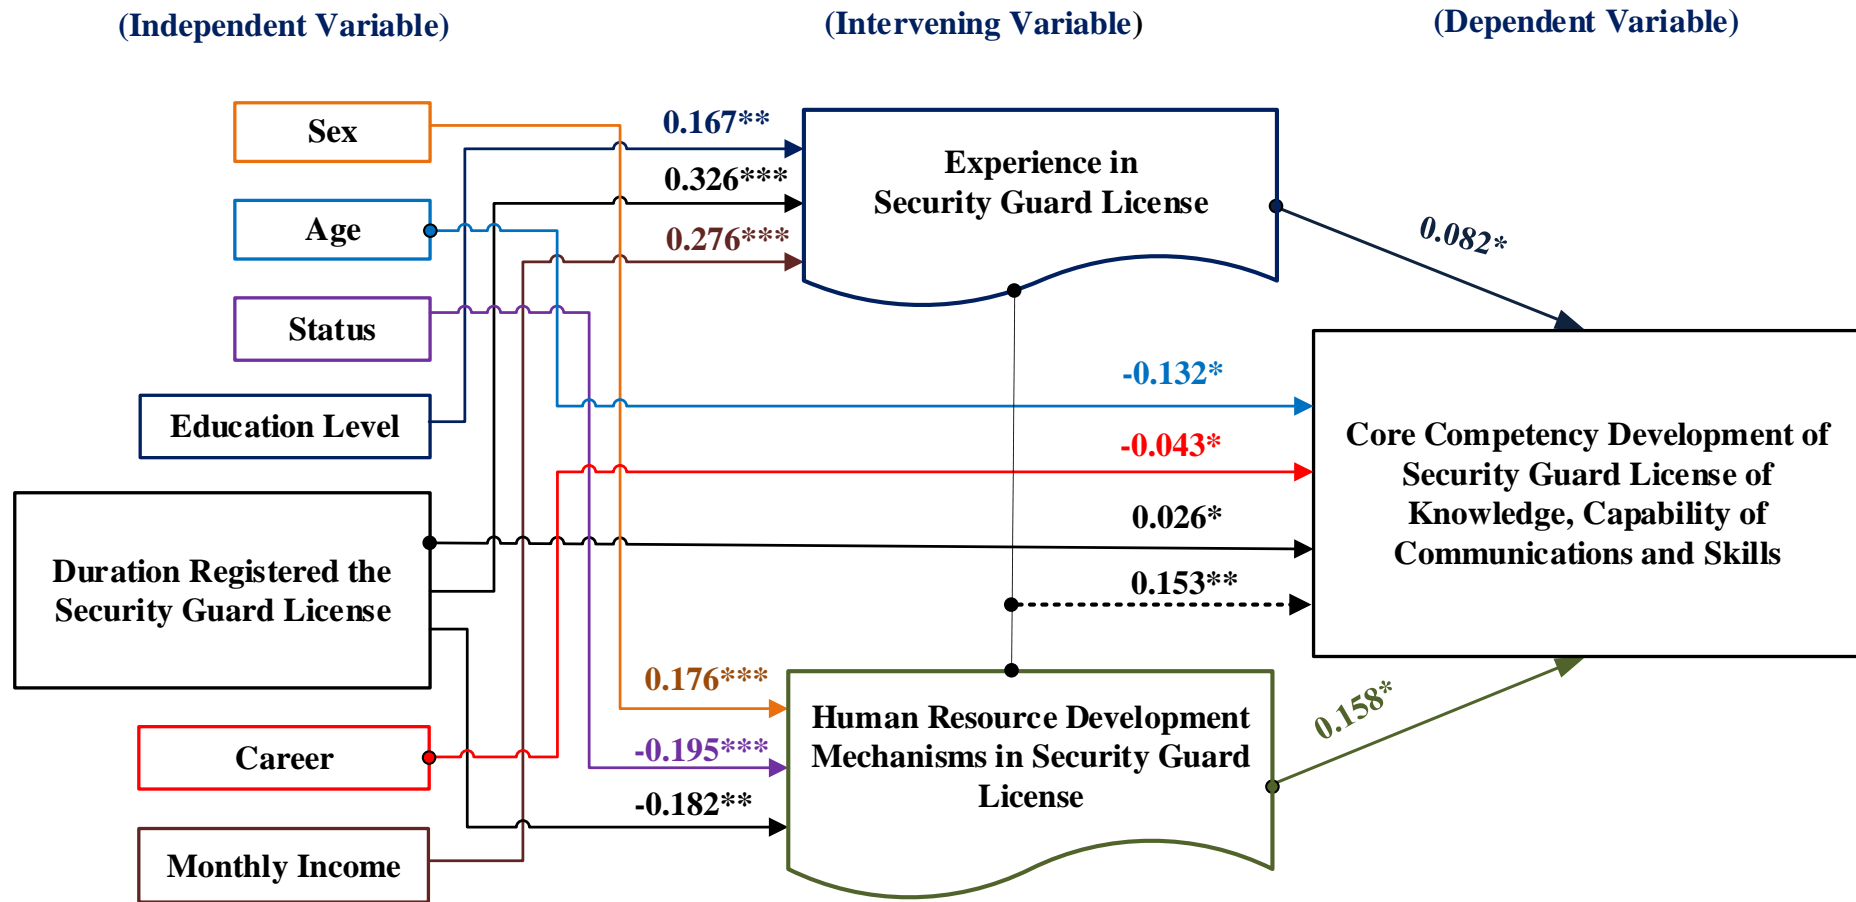 (Independent Variable)
(Intervening Variable)
(Dependent Variable)
Sex
Age
Status
Education Level
Duration Registered the
Security Guard License
Career
Monthly Income
0.167**
0.326***
0.276***
Experience in
Security Guard License
0.082*
-0.132*
-0.043*
0.026*
0.153**
0.176***
-0.195***
-0.182**
Human Resource Development
Mechanisms in Security Guard
License
0.158*
Core Competency Development of
Security Guard License of
Knowledge, Capability of
Communications and Skills